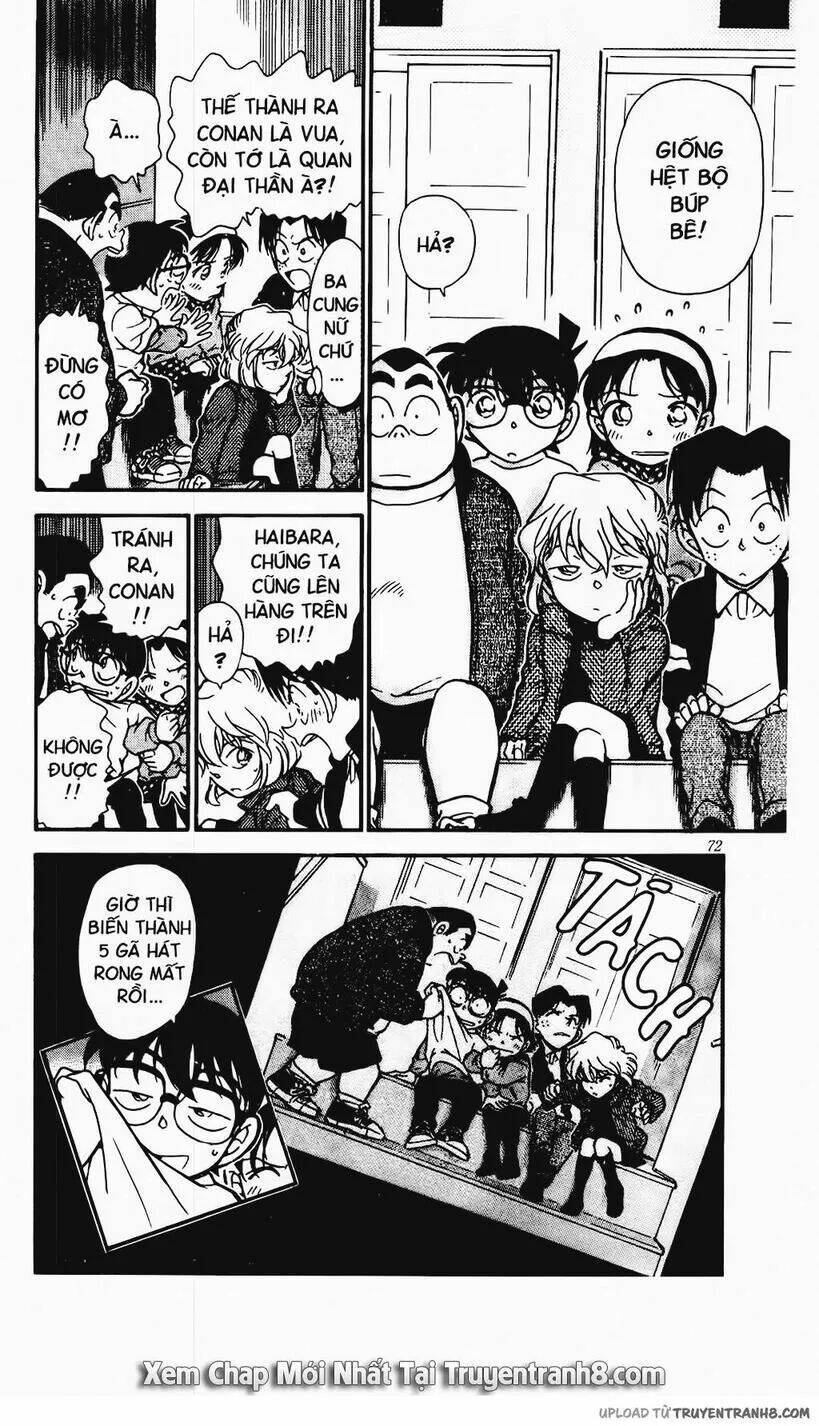 GIỐNG
HỆT BỘ
BÚP
BÊ!
HẢ?
THẾ THÀNH RA
CONAN LÀ VUA,
CÒN TỚ LÀ QUAN
ĐẠI THẦN À?!
À...
BA
CUNG
NỮ
CHỨ
...
ĐỪNG
CÓ
MƠ
!!
HAIBARA,
CHÚNG TA
CŨNG LÊN
HÀNG TRÊN
ĐI!!
HẢ
?
TRÁNH
RA,
CONAN
!!
KHÔNG
ĐƯỢC
!!
72
TÁCH
GIỜ THÌ
BIẾN THÀNH
5 GÃ HÁT
RONG MẤT
RỒI...
Xem Chap Mới Nhất Tại Truyentranh8.com
UPLOAD TỪ TRUYENTRANH8.COM